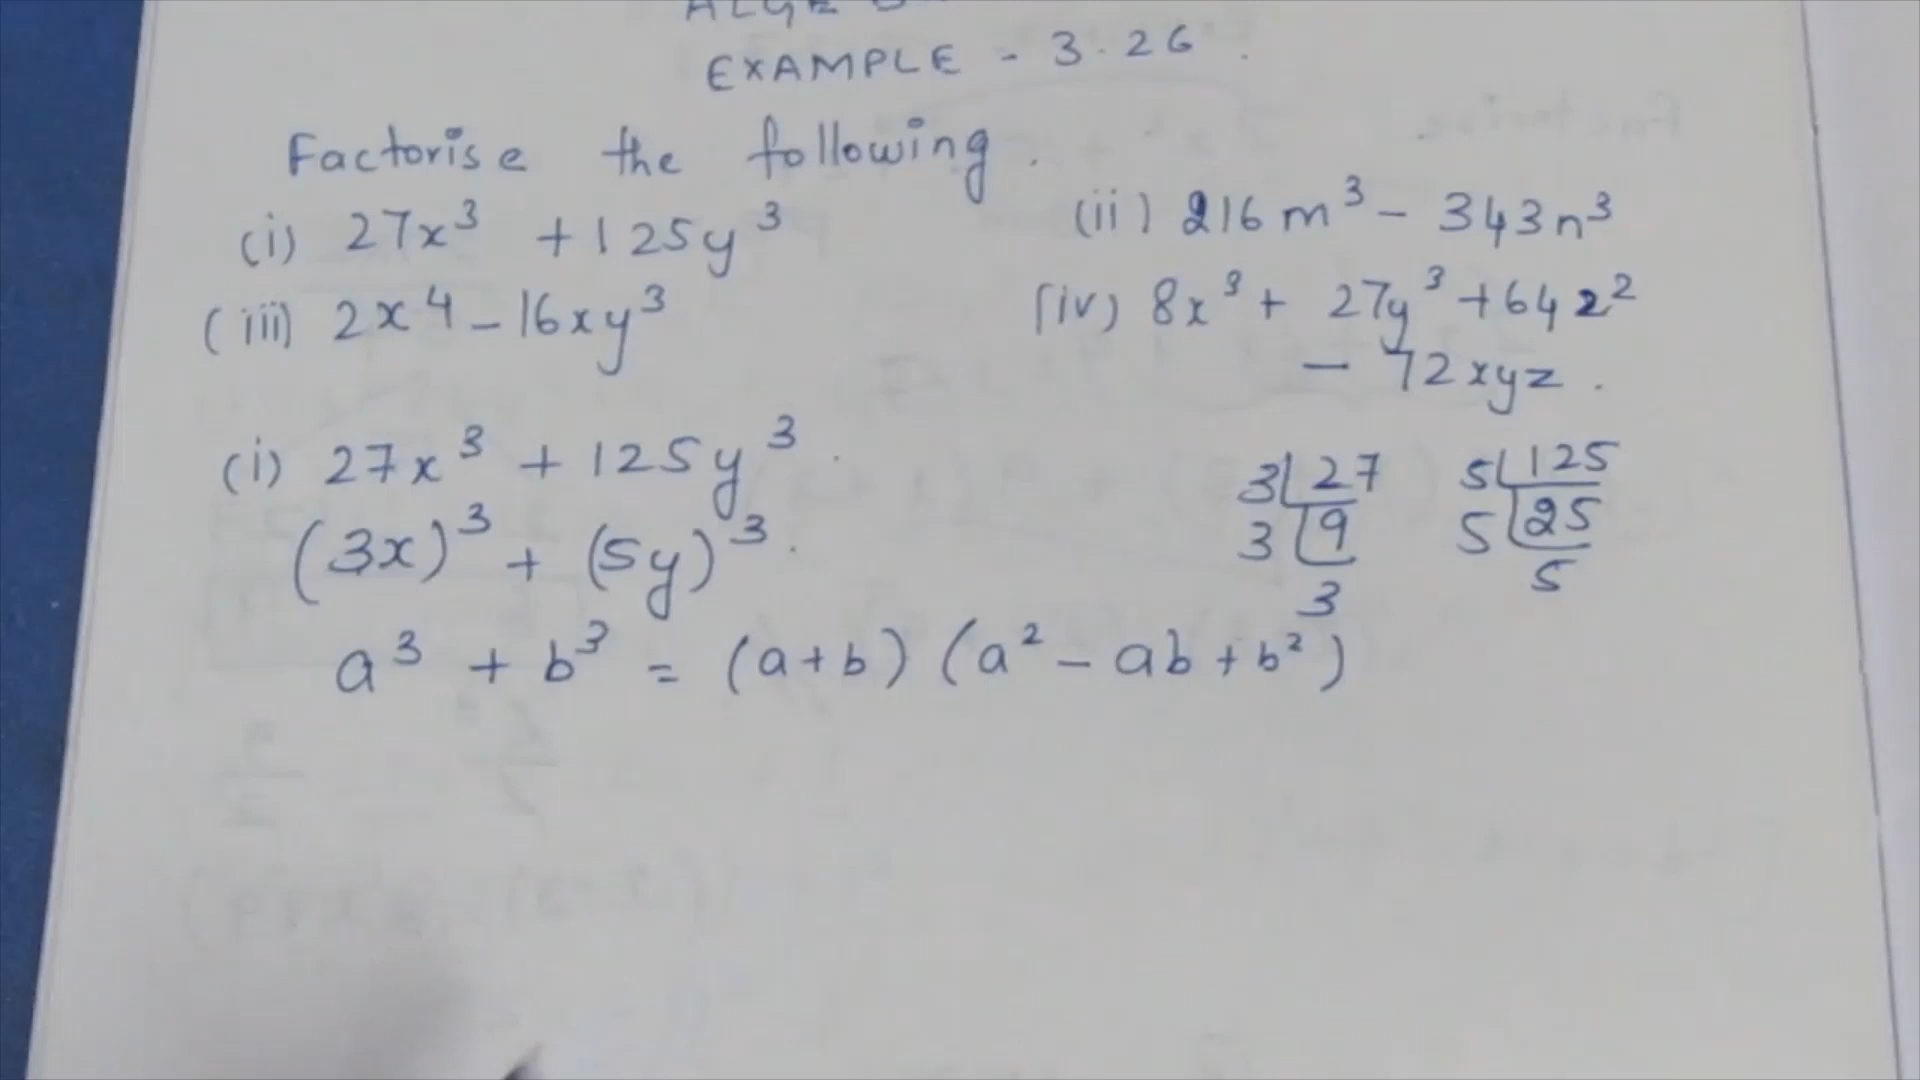 EXAMPLE - 3.26.
Factorise the following.
(i) 27x³ + 125y³ (ii) 216m³ - 343n³
(iii) 2x⁴ - 16xy³ (iv) 8x³ + 27y³ + 64z²
- 72xyz.
(i) 27x³ + 125y³. 3 27 5 125
(3x)³ + (5y)³. 3 9 5 25
3 5
a³ + b³ = (a+b) (a² - ab + b²)